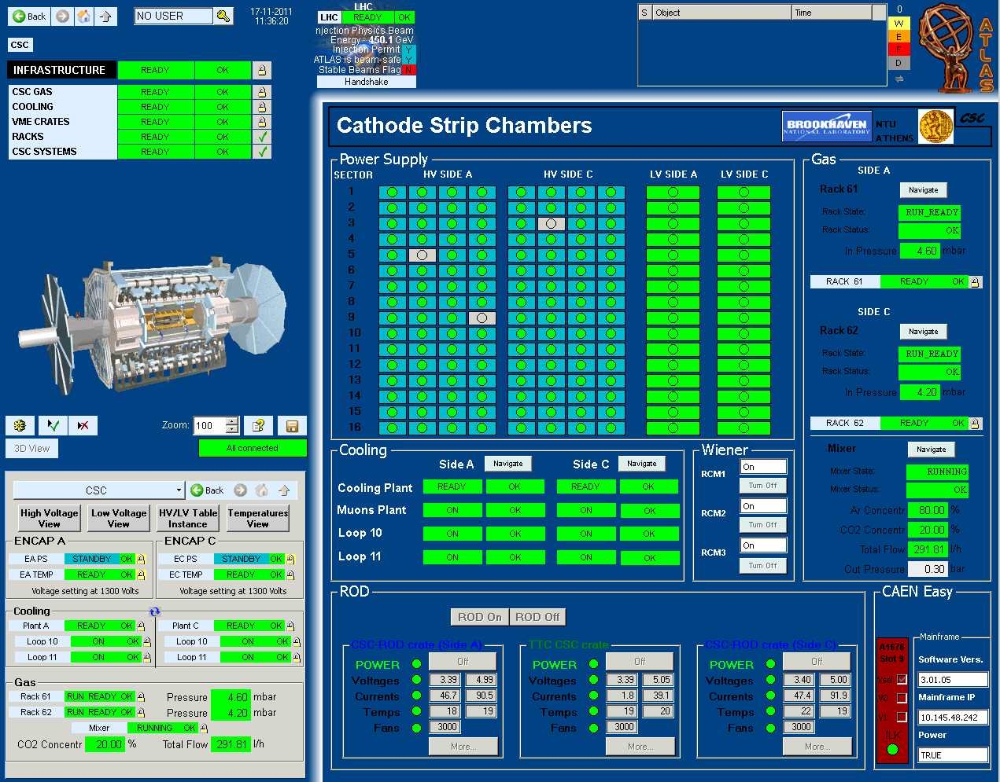 Back
NO USER
17-11-2011
11:36:20
LHC
LHC READY OK
njection Physics Beam
Energy= 450.1 GeV
Injection Permit Y
ATLAS is beam-safe Y
Stable Beams Flag N
Handshake
S Object Time
0
W
E
F
D
ATLAS
CSC
INFRASTRUCTURE READY OK
CSC GAS READY OK
COOLING READY OK
VME CRATES READY OK
RACKS READY OK
CSC SYSTEMS READY OK
Zoom: 100
3D View
All connected
CSC
Back
High Voltage View
Low Voltage View
HV/LV Table Instance
Temperatures View
ENCAP A
EA PS STANDBY OK
EA TEMP READY OK
Voltage setting at 1300 Volts
ENCAP C
EC PS STANDBY OK
EC TEMP READY OK
Voltage setting at 1300 Volts
Cooling
Plant A READY OK
Loop 10 ON OK
Loop 11 ON OK
Plant C READY OK
Loop 10 ON OK
Loop 11 ON OK
Gas
Rack 61 RUN_READY OK Pressure 4.60 mbar
Rack 62 RUN_READY OK Pressure 4.20 mbar
Mixer RUNNING OK
CO2 Concentr 20.00 % Total Flow 291.81 l/h
Cathode Strip Chambers
BROOKHAVEN
NATIONAL LABORATORY
NTU
ATHENS
CSC
Power Supply
SECTOR HV SIDE A HV SIDE C LV SIDE A LV SIDE C
1
2
3
4
5
6
7
8
9
10
11
12
13
14
15
16
Gas
SIDE A
Rack 61 Navigate
Rack State: RUN_READY
Rack Status: OK
In Pressure 4.60 mbar
RACK 61 READY OK
SIDE C
Rack 62 Navigate
Rack State: RUN_READY
Rack Status: OK
In Pressure 4.20 mbar
RACK 62 READY OK
Mixer Navigate
Mixer State: RUNNING
Mixer Status: OK
Ar Concentr 80.00 %
CO2 Concentr 20.00 %
Total Flow 291.81 l/h
Out Pressure 0.30 bar
Cooling
Side A Navigate Side C Navigate
Cooling Plant READY OK READY OK
Muons Plant ON OK ON OK
Loop 10 ON OK ON OK
Loop 11 ON OK ON OK
Wiener
RCM1 On
Turn Off
RCM2 On
Turn Off
RCM3 On
Turn Off
ROD
ROD On ROD Off
CSC-ROD crate (Side A)
POWER Off
Voltages 3.39 4.99
Currents 46.7 90.5
Temps 18 19
Fans 3000
More...
TTC CSC crate
POWER Off
Voltages 3.39 5.05
Currents 1.8 39.1
Temps 19 20
Fans 3000
More...
CSC-ROD crate (Side C)
POWER Off
Voltages 3.40 5.00
Currents 47.4 91.9
Temps 22 19
Fans 3000
More...
CAEN Easy
A1676
Slot 9
Vsel
V0
V1
ILK
Mainframe
Software Vers.
3.01.05
Mainframe IP
10.145.48.242
Power
TRUE